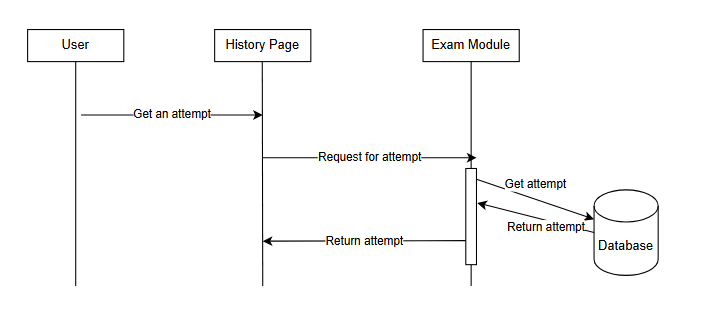 User
History Page
Exam Module
Get an attempt
Request for attempt
Get attempt
Return attempt
Database
Return attempt